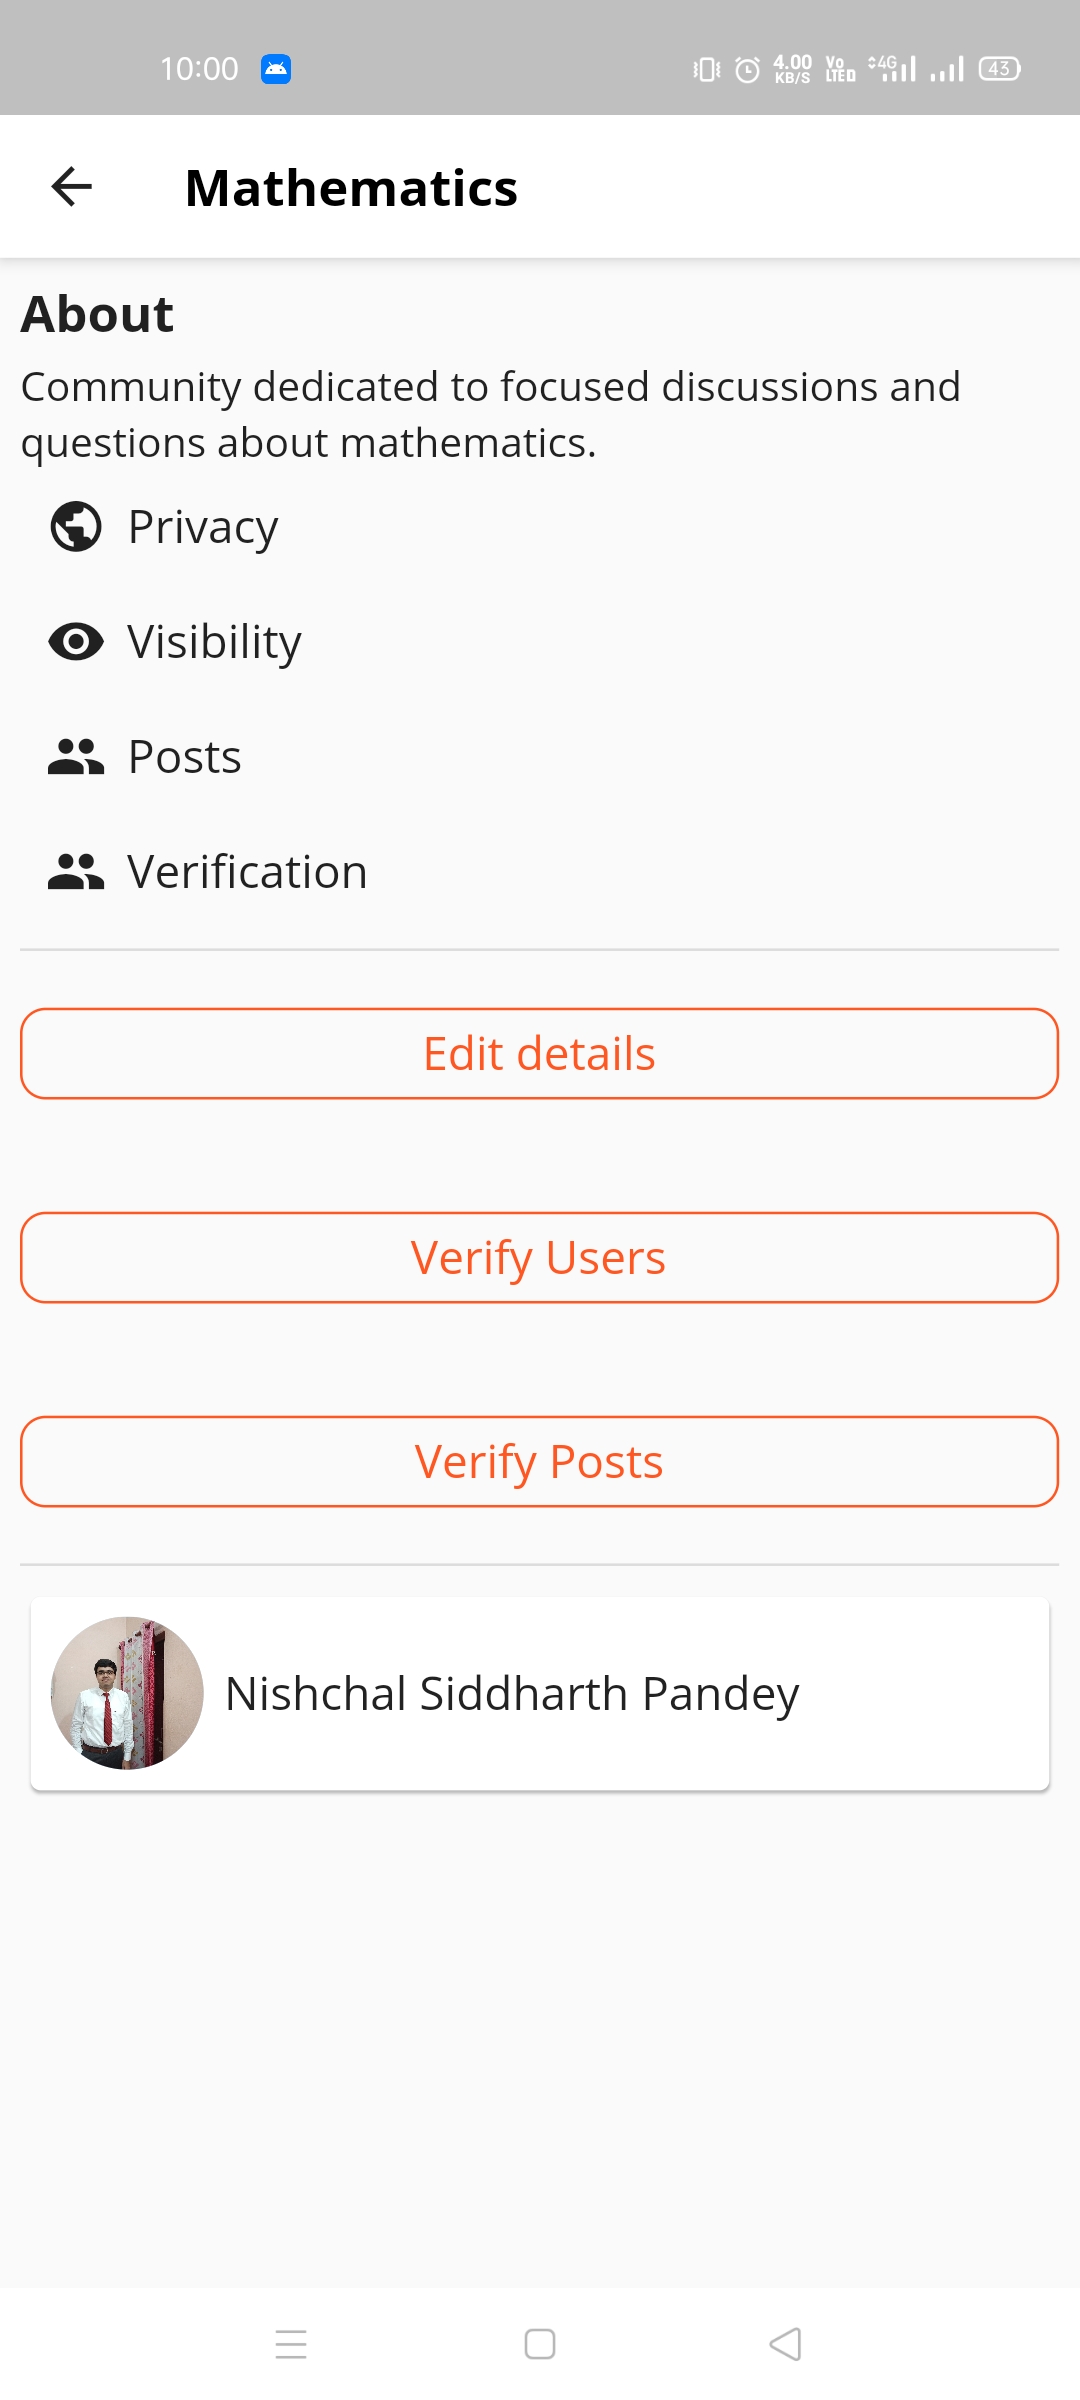 10:00
4.00
KB/S
Vo
LTED
4G
43
Mathematics
About
Community dedicated to focused discussions and
questions about mathematics.
Privacy
Visibility
Posts
Verification
Edit details
Verify Users
Verify Posts
Nishchal Siddharth Pandey